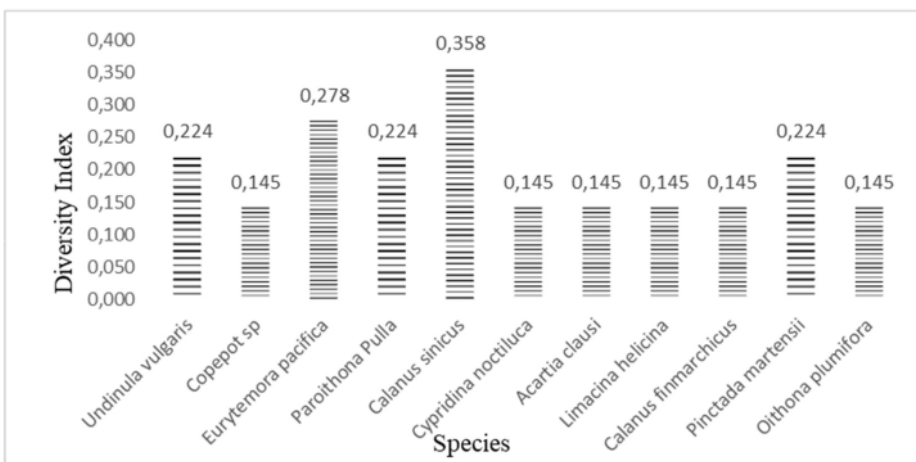 0,400
0,350
0,300
0,250
0,200
0,150
0,100
0,050
0,000
Diversity Index
0,224
0,145
0,278
0,224
0,358
0,145
0,145
0,145
0,145
0,224
0,145
Undinula vulgaris
Copepot sp
Eurytemora pacifica
Paroithona Pulla
Calanus sinicus
Cypridina noctiluca
Acartia clausi
Limacina helicina
Calanus finmarchicus
Pinctada martensii
Oithona plumifora
Species